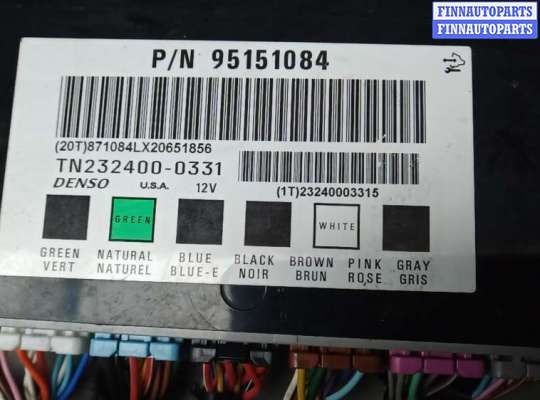 FINNAUTOPARTS
FINNAUTOPARTS
FINNAUTOPARTS
P/N 95151084
(20T)871084LX20651856
TN232400-0331
DENSO U.S.A. 12V
(1T)23240003315
GREEN
WHITE
GREEN NATURAL BLUE BLACK BROWN PINK GRAY
VERT NATUREL BLUE-E NOIR BRUN ROSE GRIS